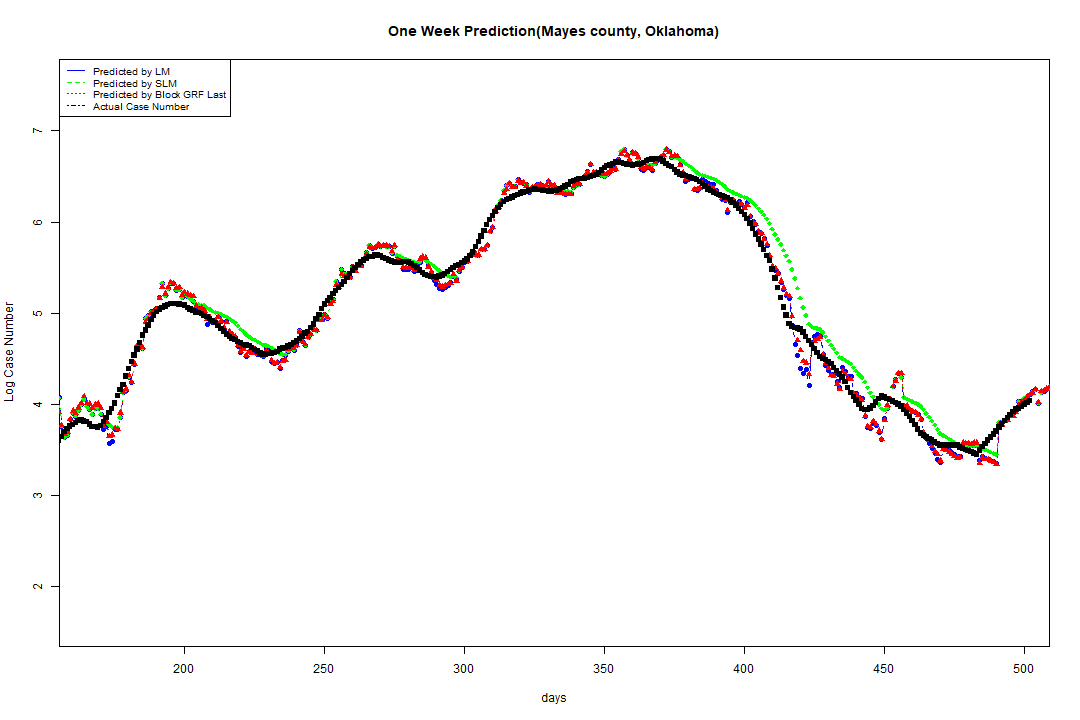 One Week Prediction(Mayes county, Oklahoma)
Predicted by LM
Predicted by SLM
Predicted by Block GRF Last
Actual Case Number
7
6
5
4
3
2
Log Case Number
200 250 300 350 400 450 500
days